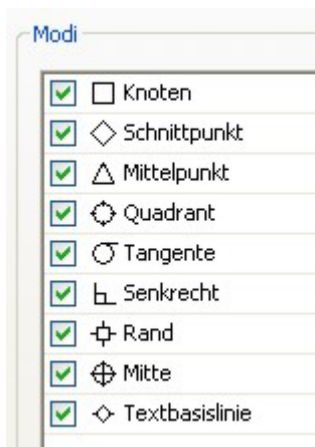 Modi
Knoten
Schnittpunkt
Mittelpunkt
Quadrant
Tangente
Senkrecht
Rand
Mitte
Textbasislinie